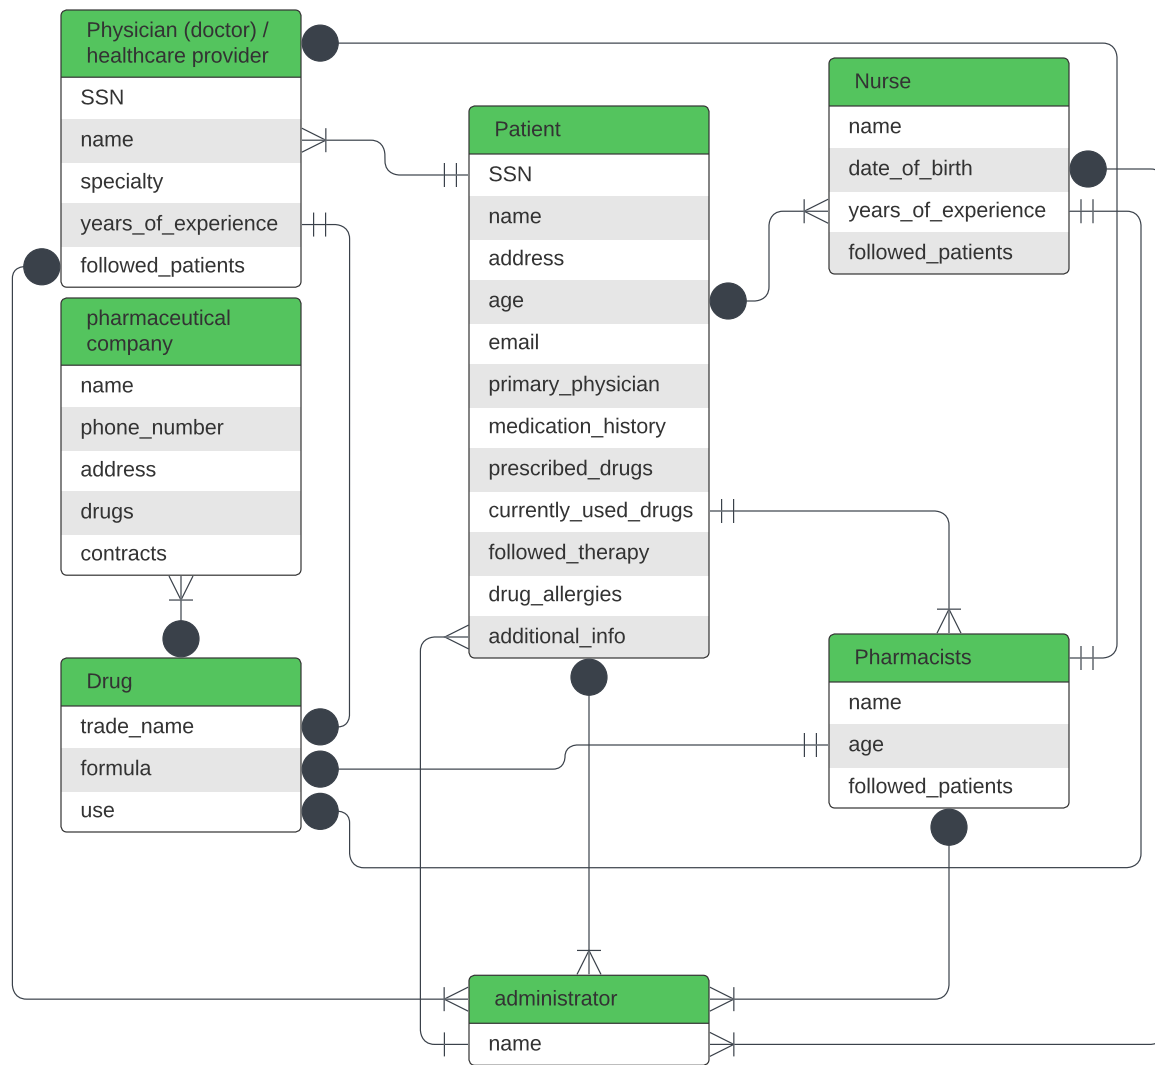 Physician (doctor) /
healthcare provider
SSN
name
specialty
years_of_experience
followed_patients
pharmaceutical
company
name
phone_number
address
drugs
contracts
Drug
trade_name
formula
use
Patient
SSN
name
address
age
email
primary_physician
medication_history
prescribed_drugs
currently_used_drugs
followed_therapy
drug_allergies
additional_info
Nurse
name
date_of_birth
years_of_experience
followed_patients
Pharmacists
name
age
followed_patients
administrator
name